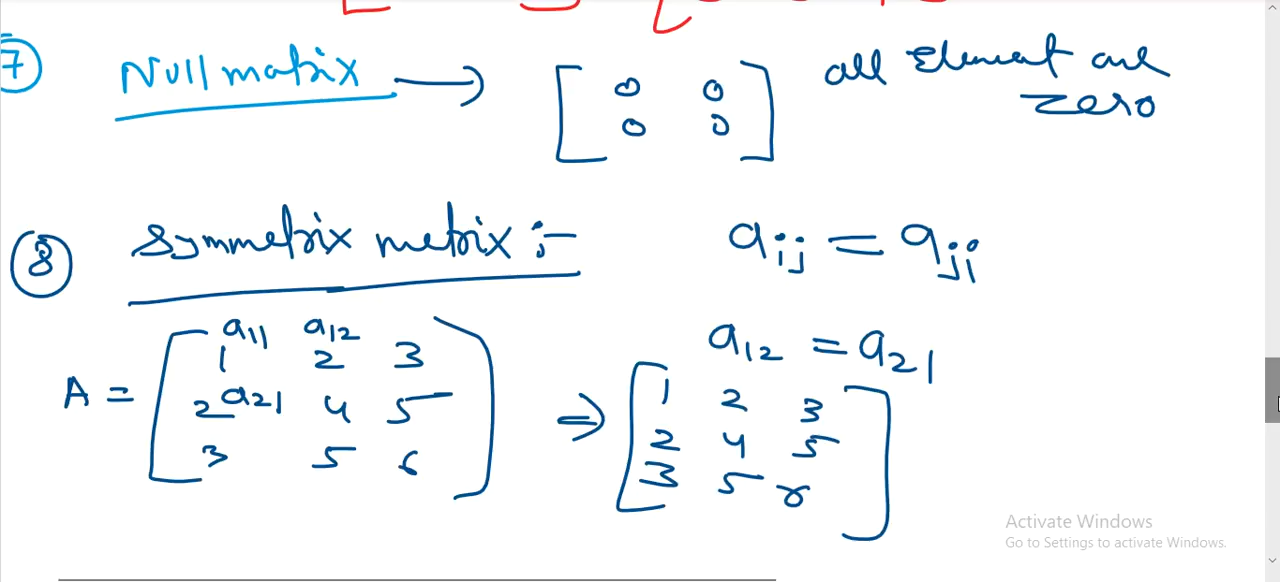 7 Null matrix → [ 0 0 all Element are
0 0 ] zero
8 Symmetrix metrix :- aij = aji
a11 a12 a12 = a21
A = [ 1 2 3
2 a21 4 5
3 5 6 ]
⇒ [ 1 2 3
2 4 5
3 5 ]
Activate Windows
Go to Settings to activate Windows.